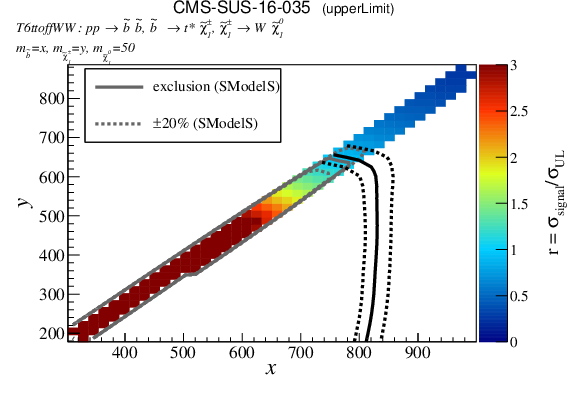 CMS-SUS-16-035 (upperLimit)
T6ttoffWW : pp → b̃ b̃, b̃ → t* χ̃₁±, χ̃₁± → W χ̃₁⁰
m_b̃=x, m_χ̃₁±=y, m_χ̃₁⁰=50
exclusion (SModelS)
±20% (SModelS)
y
800
700
600
500
400
300
200
400 500 600 700 800 900
x
3
2.5
2
1.5
1
0.5
0
r = σ_signal/σ_UL